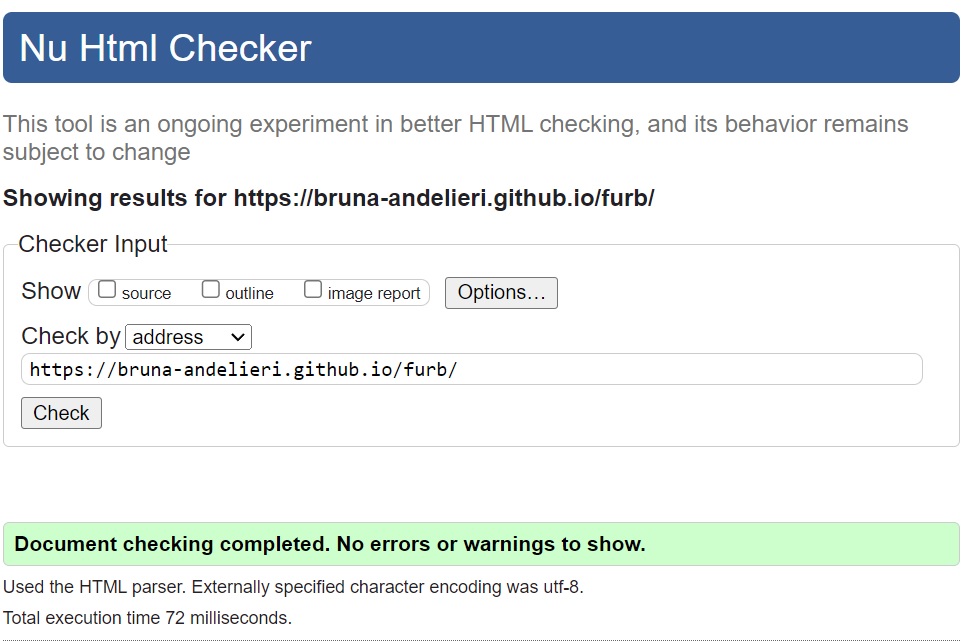 Nu Html Checker
This tool is an ongoing experiment in better HTML checking, and its behavior remains
subject to change
Showing results for https://bruna-andelieri.github.io/furb/
Checker Input
Show source outline image report Options...
Check by address
https://bruna-andelieri.github.io/furb/
Check
Document checking completed. No errors or warnings to show.
Used the HTML parser. Externally specified character encoding was utf-8.
Total execution time 72 milliseconds.